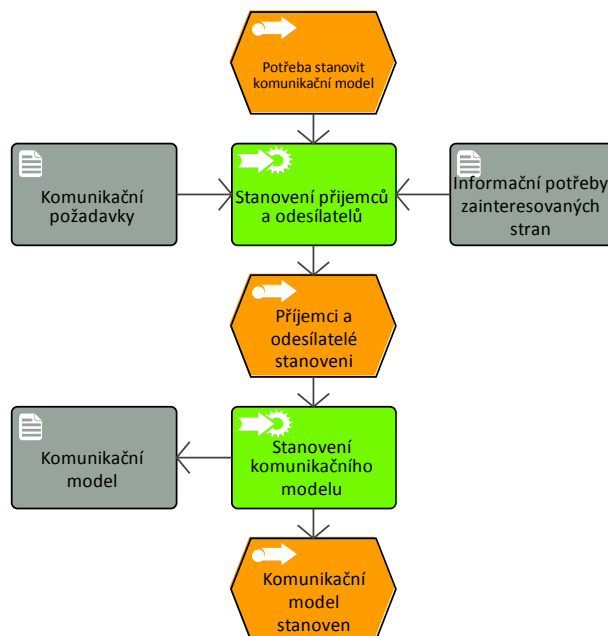 Potřeba stanovit
komunikační model
Komunikační
požadavky
Stanovení přijemců
a odesílatelů
Informační potřeby
zainteresovaných
stran
Příjemci a
odesílatelé
stanoveni
Komunikační
model
Stanovení
komunikačního
modelu
Komunikační
model
stanoven